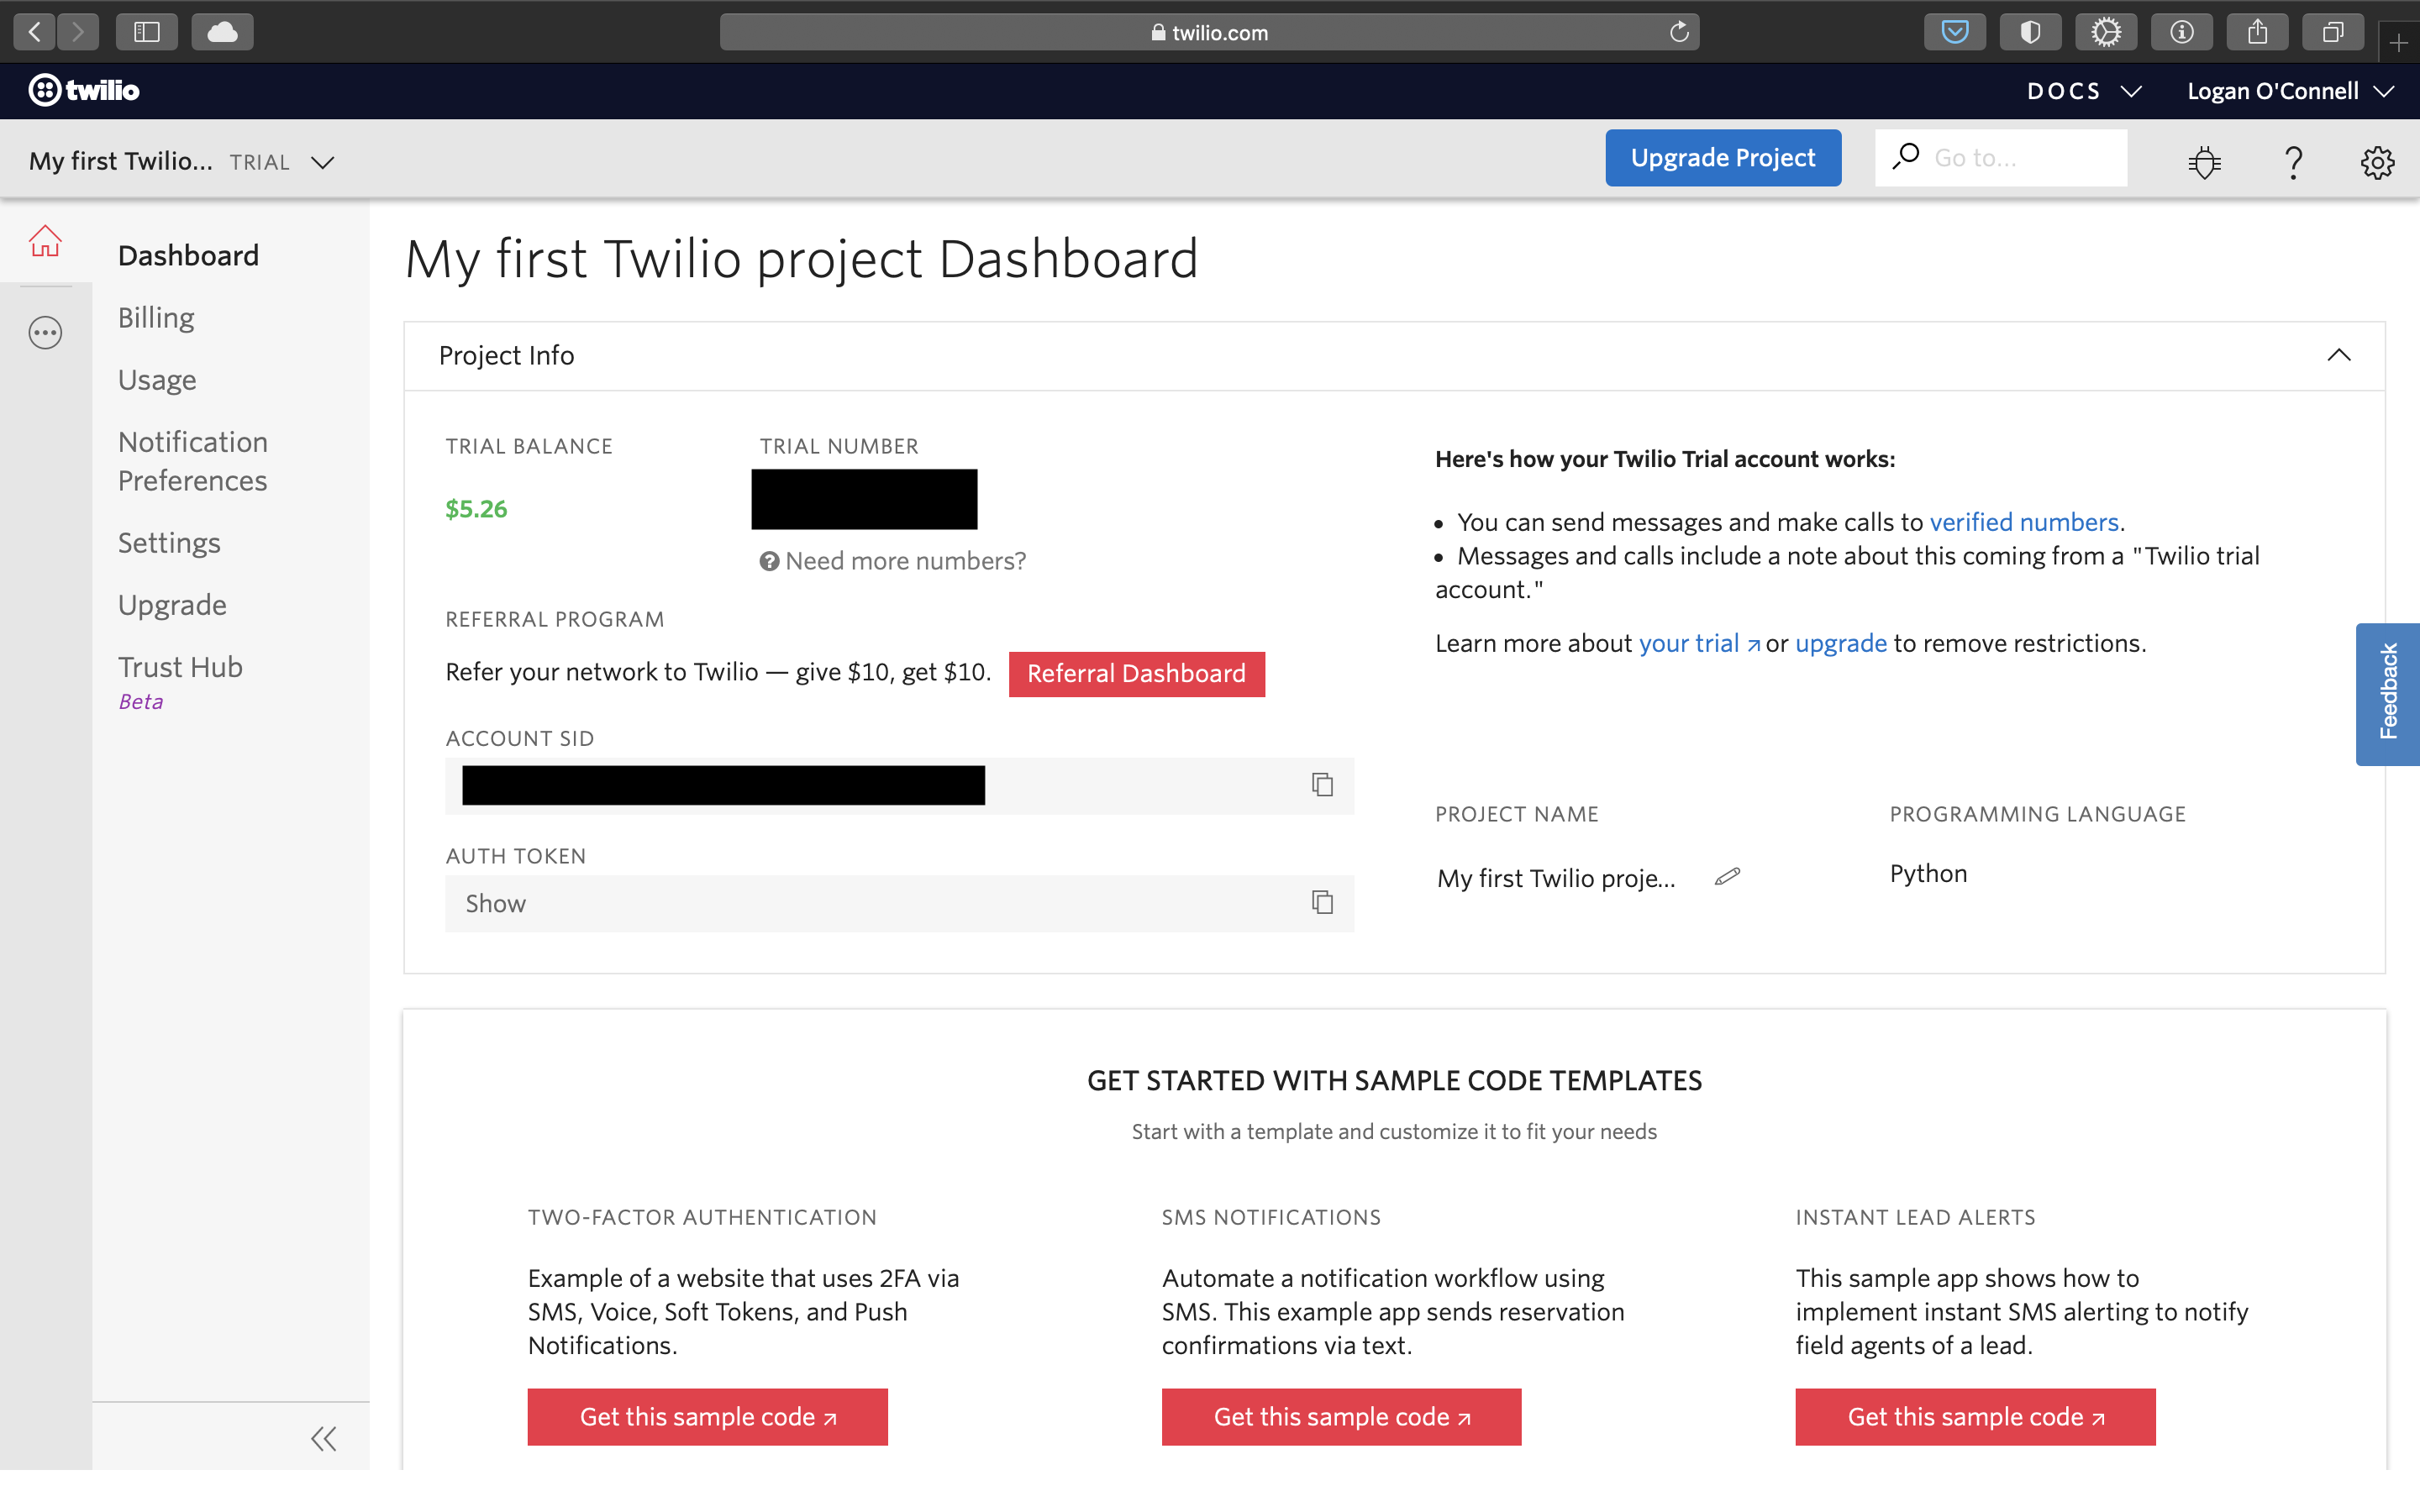 twilio.com
twilio
DOCS
Logan O'Connell
My first Twilio... TRIAL
Upgrade Project
Go to...
Dashboard
Billing
Usage
Notification
Preferences
Settings
Upgrade
Trust Hub
Beta
My first Twilio project Dashboard
Project Info
TRIAL BALANCE
$5.26
TRIAL NUMBER
Need more numbers?
REFERRAL PROGRAM
Refer your network to Twilio — give $10, get $10.
Referral Dashboard
ACCOUNT SID
AUTH TOKEN
Show
Here's how your Twilio Trial account works:
• You can send messages and make calls to verified numbers.
• Messages and calls include a note about this coming from a "Twilio trial
account."
Learn more about your trial or upgrade to remove restrictions.
PROJECT NAME
My first Twilio proje...
PROGRAMMING LANGUAGE
Python
Feedback
GET STARTED WITH SAMPLE CODE TEMPLATES
Start with a template and customize it to fit your needs
TWO-FACTOR AUTHENTICATION
Example of a website that uses 2FA via
SMS, Voice, Soft Tokens, and Push
Notifications.
Get this sample code
SMS NOTIFICATIONS
Automate a notification workflow using
SMS. This example app sends reservation
confirmations via text.
Get this sample code
INSTANT LEAD ALERTS
This sample app shows how to
implement instant SMS alerting to notify
field agents of a lead.
Get this sample code